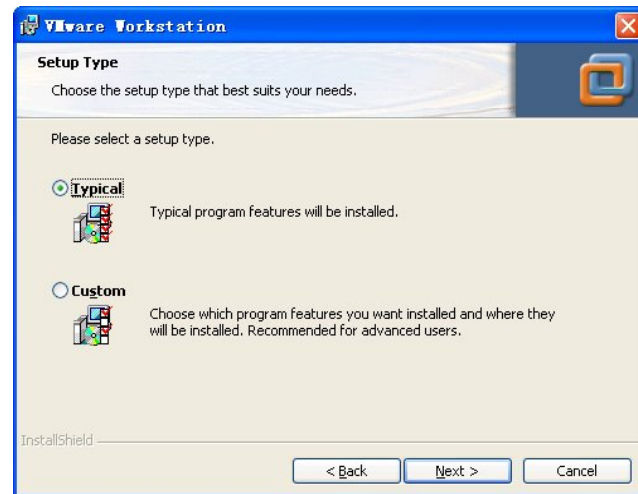 VMware Workstation
Setup Type
Choose the setup type that best suits your needs.
Please select a setup type.
Typical
Typical program features will be installed.
Custom
Choose which program features you want installed and where they
will be installed. Recommended for advanced users.
InstallShield
< Back
Next >
Cancel